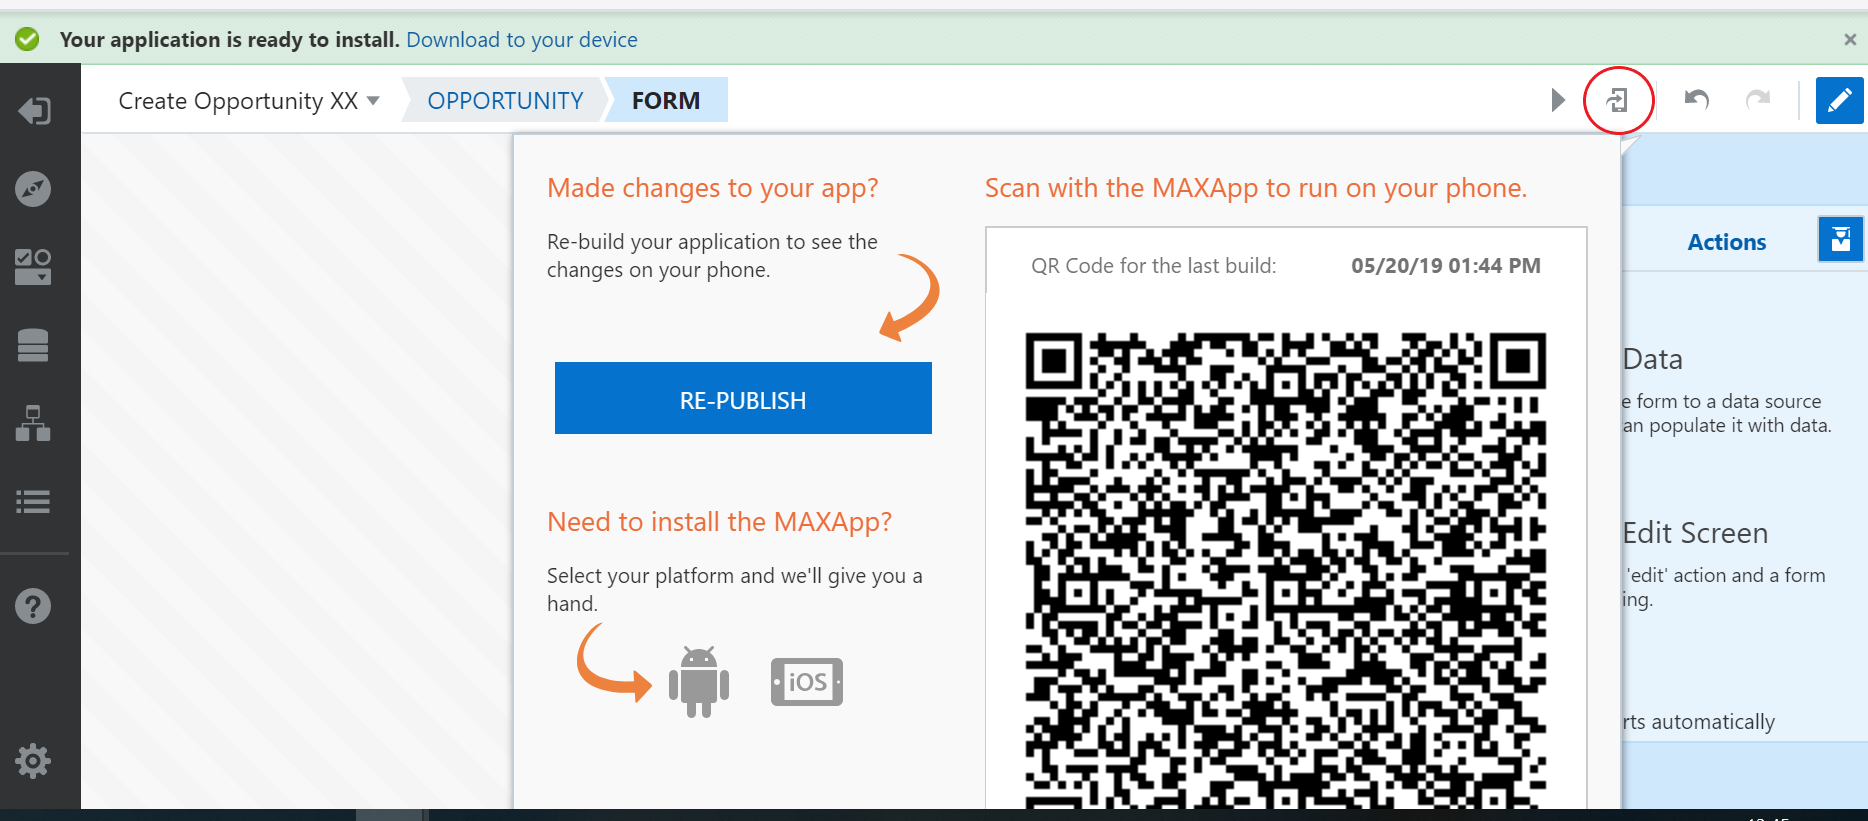 Your application is ready to install. Download to your device
Create Opportunity XX
OPPORTUNITY
FORM
Made changes to your app?
Re-build your application to see the
changes on your phone.
RE-PUBLISH
Need to install the MAXApp?
Select your platform and we'll give you a
hand.
iOS
Scan with the MAXApp to run on your phone.
QR Code for the last build: 05/20/19 01:44 PM
Actions
Data
e form to a data source
an populate it with data.
Edit Screen
'edit' action and a form
ing.
rts automatically